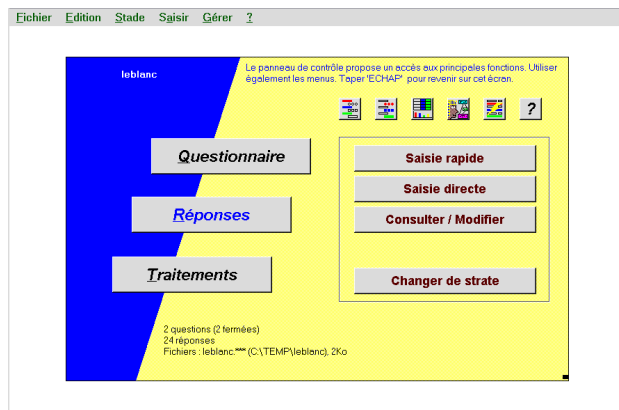 Fichier Edition Stade Saisir Gérer ?
leblanc
Le panneau de contrôle propose un accès aux principales fonctions. Utiliser
également les menus. Taper 'ECHAP' pour revenir sur cet écran.
?
Questionnaire
Réponses
Traitements
Saisie rapide
Saisie directe
Consulter / Modifier
Changer de strate
2 questions (2 fermées)
24 réponses
Fichiers : leblanc.*** (C:\TEMP\leblanc), 2Ko